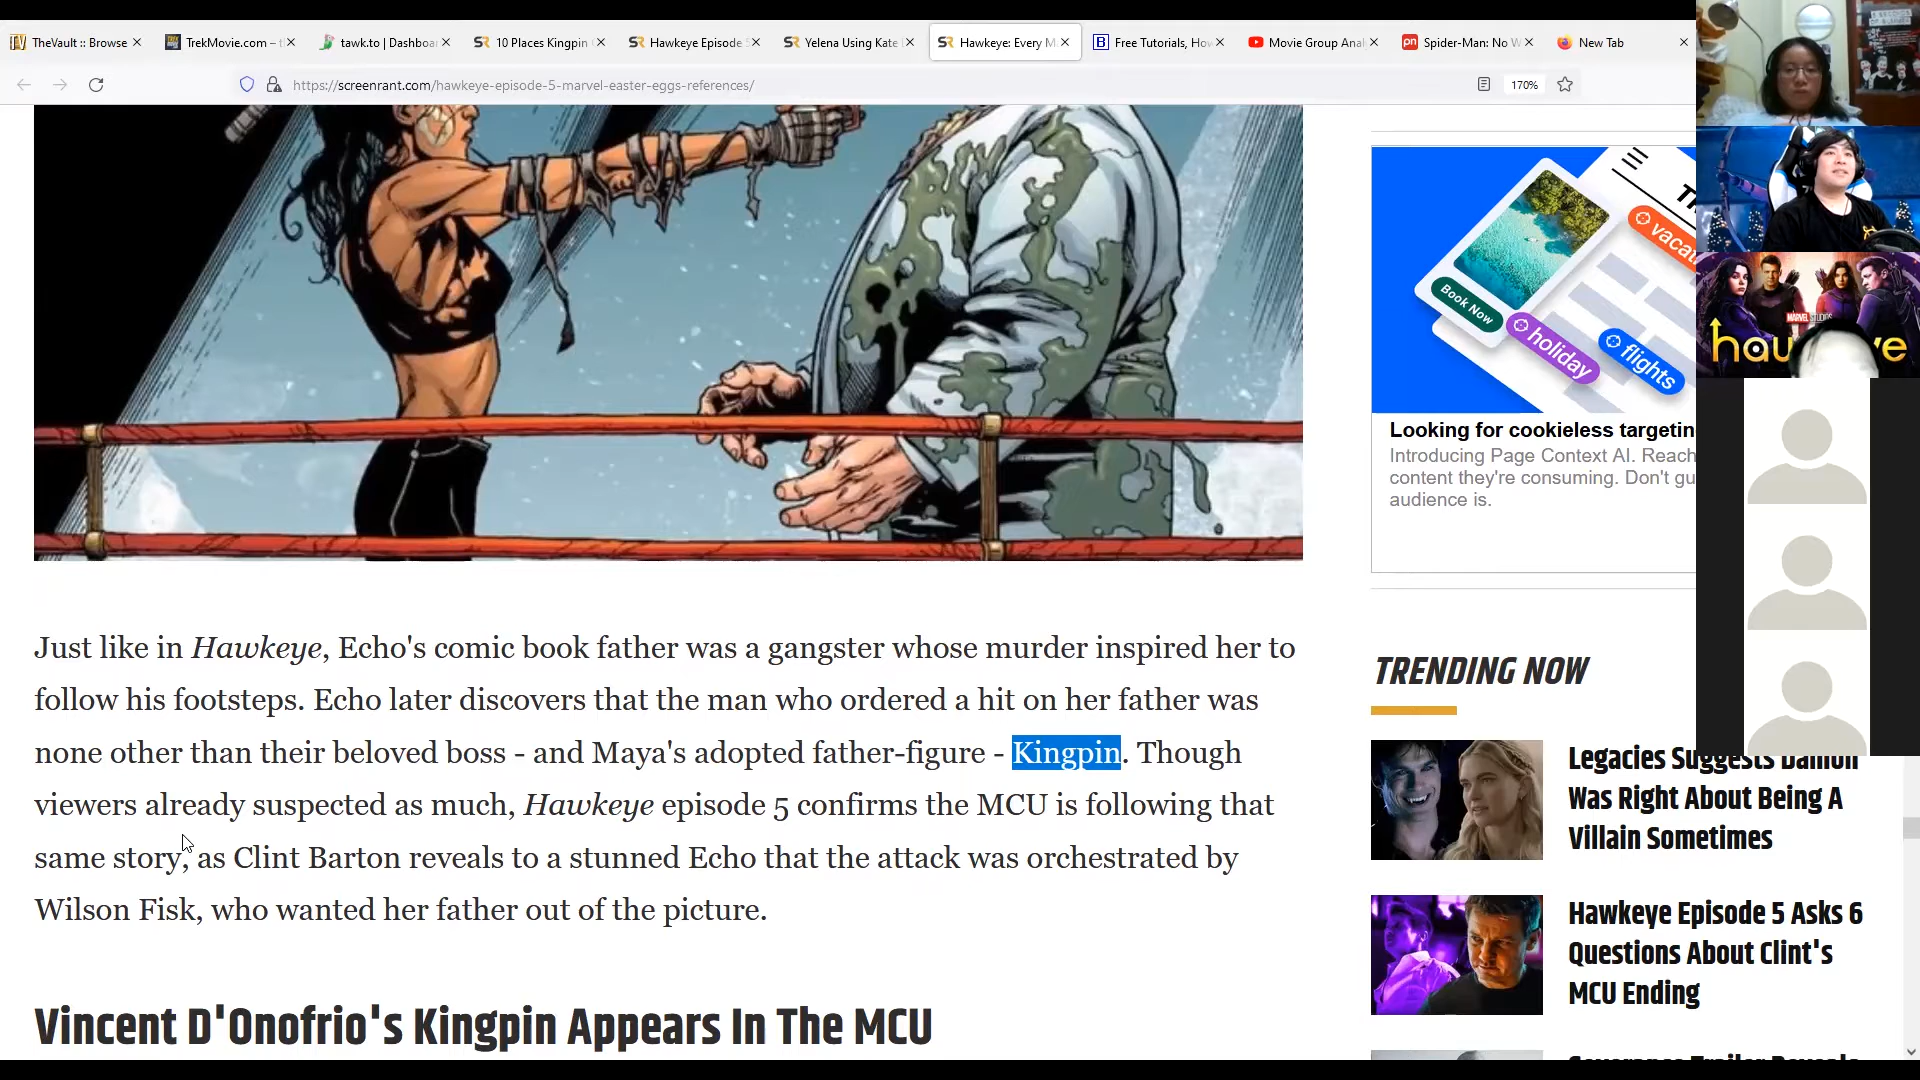 TheVault :: Browse
TrekMovie.com – t
tawk.to | Dashboa
10 Places Kingpin
Hawkeye Episode
Yelena Using Kate
Hawkeye: Every M
Free Tutorials, How
Movie Group Anal
Spider-Man: No W
New Tab
https://screenrant.com/hawkeye-episode-5-marvel-easter-eggs-references/
170%
Book Now
vacat
holiday
flights
Looking for cookieless targetin
Introducing Page Context AI. Reach
content they're consuming. Don't gu
audience is.
MARVEL STUDIOS
Just like in Hawkeye, Echo's comic book father was a gangster whose murder inspired her to
follow his footsteps. Echo later discovers that the man who ordered a hit on her father was
none other than their beloved boss - and Maya's adopted father-figure - Kingpin. Though
viewers already suspected as much, Hawkeye episode 5 confirms the MCU is following that
same story, as Clint Barton reveals to a stunned Echo that the attack was orchestrated by
Wilson Fisk, who wanted her father out of the picture.
Vincent D'Onofrio's Kingpin Appears In The MCU
TRENDING NOW
Legacies Suggests Damon
Was Right About Being A
Villain Sometimes
Hawkeye Episode 5 Asks 6
Questions About Clint's
MCU Ending